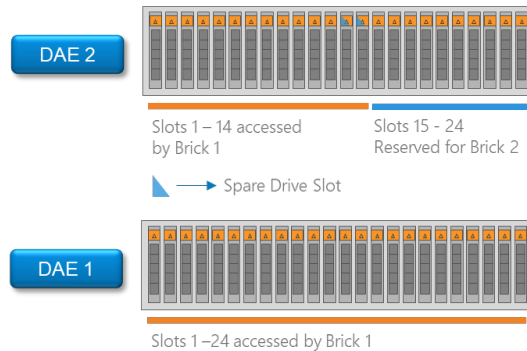 DAE 2
Slots 1 – 14 accessed
by Brick 1
Slots 15 - 24
Reserved for Brick 2
Spare Drive Slot
DAE 1
Slots 1 –24 accessed by Brick 1